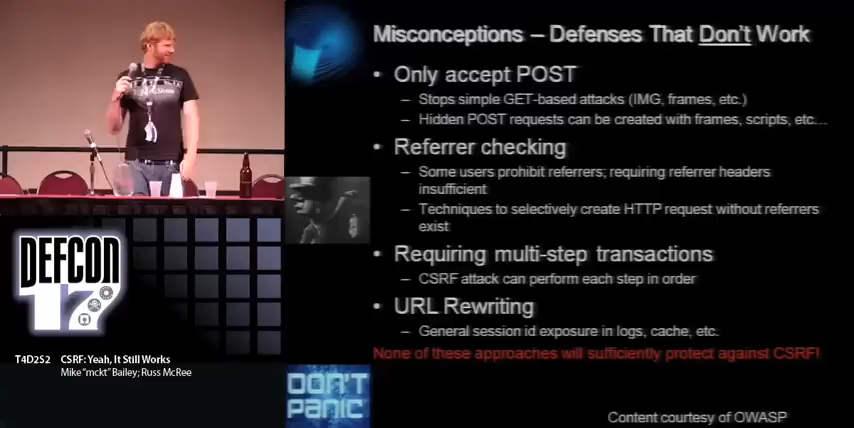 Misconceptions – Defenses That Don't Work
• Only accept POST
– Stops simple GET-based attacks (IMG, frames, etc.)
– Hidden POST requests can be created with frames, scripts, etc...
• Referrer checking
– Some users prohibit referrers; requiring referrer headers
insufficient
– Techniques to selectively create HTTP request without referrers
exist
• Requiring multi-step transactions
– CSRF attack can perform each step in order
• URL Rewriting
– General session id exposure in logs, cache, etc.
None of these approaches will sufficiently protect against CSRF!
Content courtesy of OWASP
DEFCON
17
T4D2S2 CSRF: Yeah, It Still Works
Mike "mckt" Bailey; Russ McRee
DON'T
PANIC